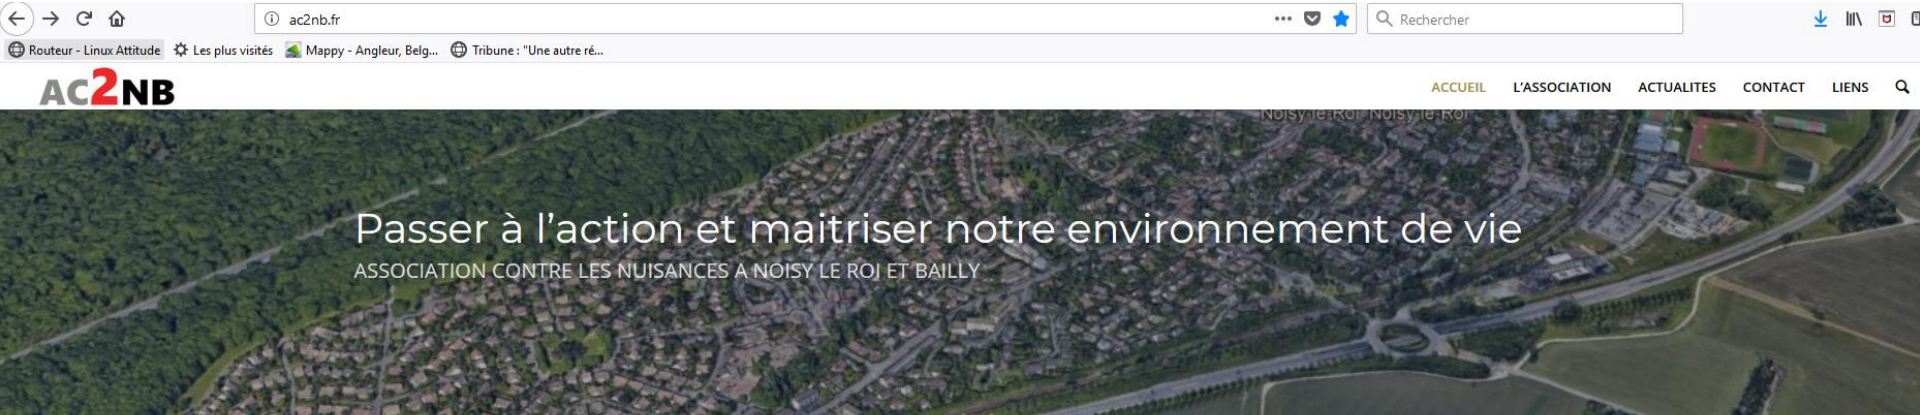 ac2nb.fr
Rechercher
Routeur - Linux Attitude Les plus visités Mappy - Angleur, Belg... Tribune : "Une autre ré...
AC2NB
ACCUEIL L'ASSOCIATION ACTUALITES CONTACT LIENS
Noisy-le-Roi Noisy-le-Roi
Passer à l'action et maitriser notre environnement de vie
ASSOCIATION CONTRE LES NUISANCES A NOISY LE ROI ET BAILLY